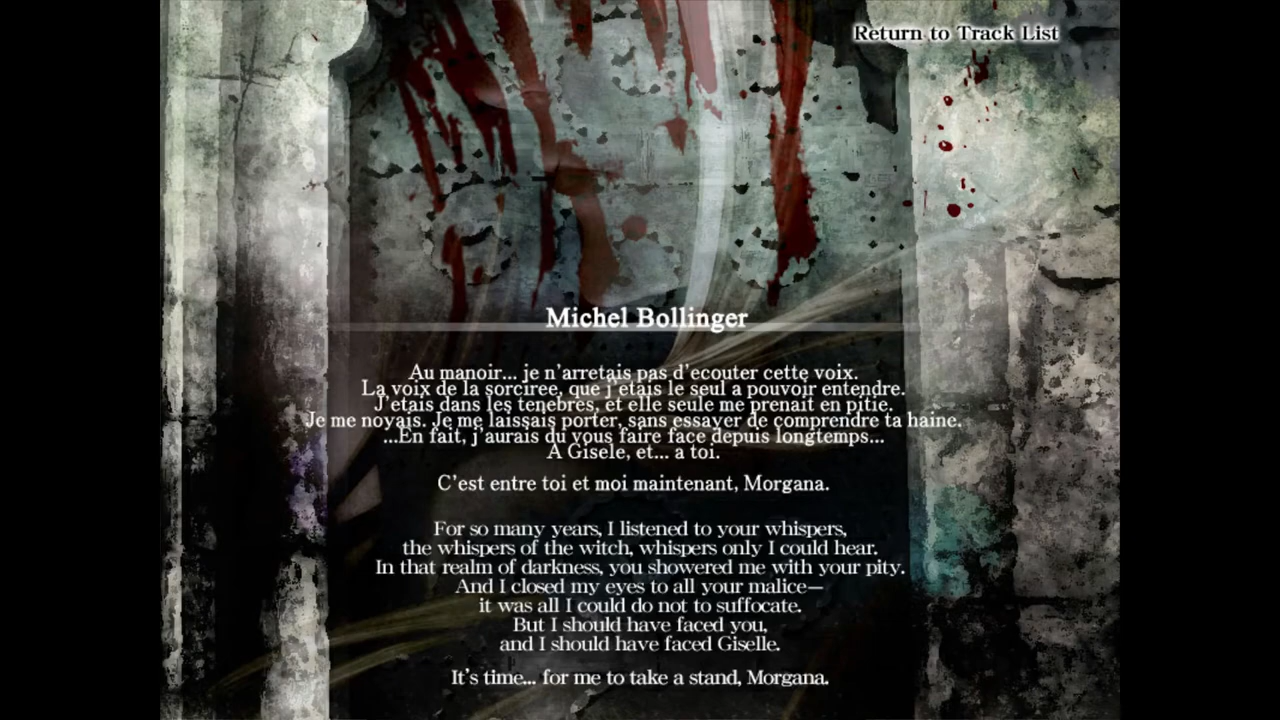 Return to Track List
Michel Bollinger
Au manoir... je n'arretais pas d'ecouter cette voix.
La voix de la sorciree, que j'etais le seul a pouvoir entendre.
J'etais dans les tenebres, et elle seule me prenait en pitie.
Je me noyais. Je me laissais porter, sans essayer de comprendre ta haine.
...En fait, j'aurais du vous faire face depuis longtemps...
A Gisele, et... a toi.
C'est entre toi et moi maintenant, Morgana.
For so many years, I listened to your whispers,
the whispers of the witch, whispers only I could hear.
In that realm of darkness, you showered me with your pity.
And I closed my eyes to all your malice—
it was all I could do not to suffocate.
But I should have faced you,
and I should have faced Giselle.
It's time... for me to take a stand, Morgana.